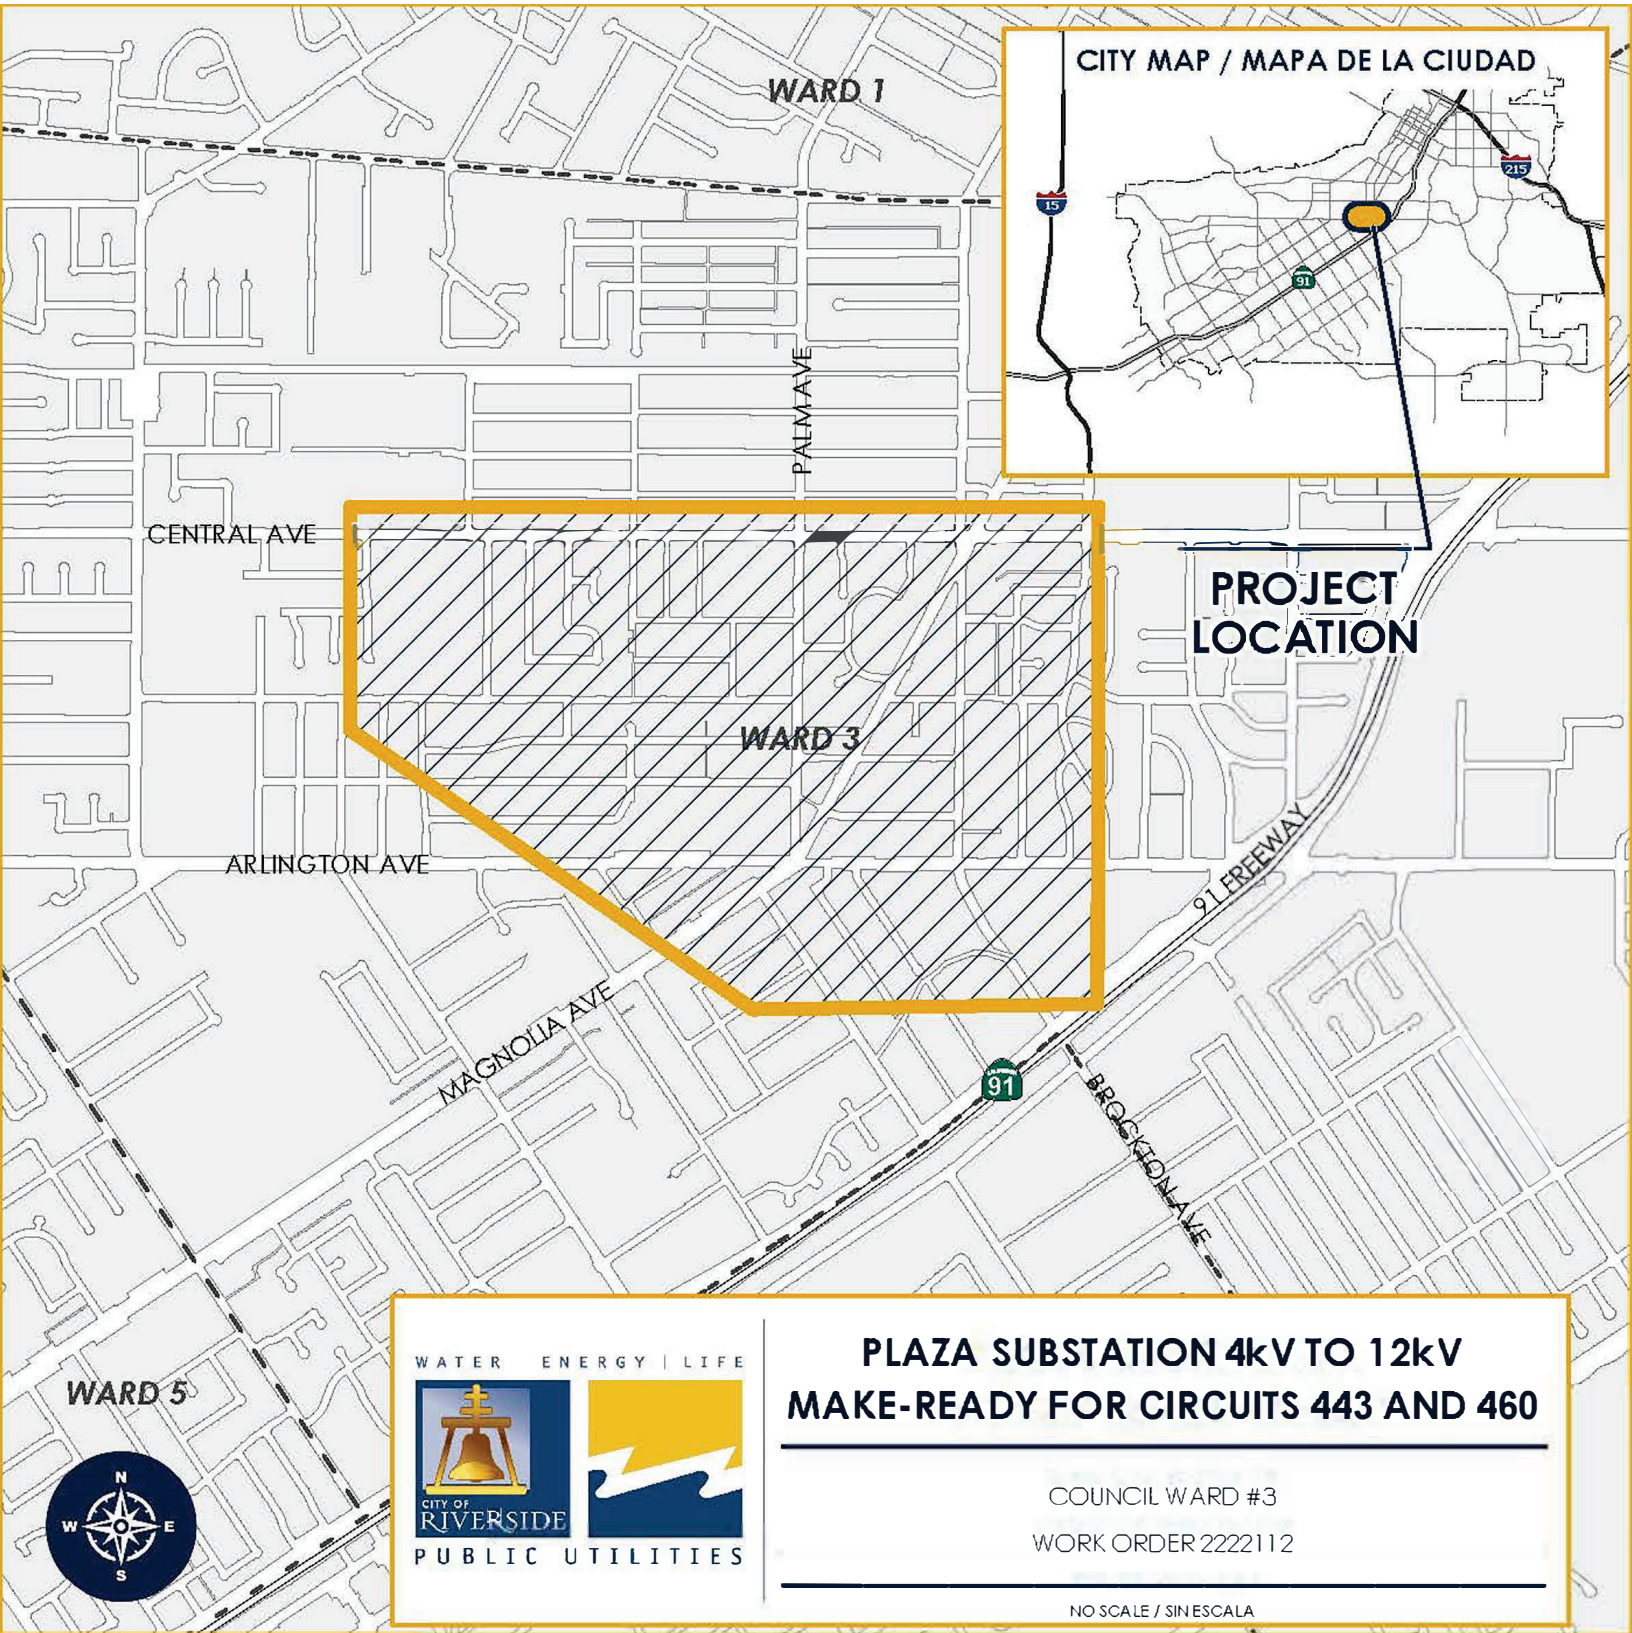 WARD 1
CITY MAP / MAPA DE LA CIUDAD
215
15
91
PALM AVE
CENTRAL AVE
PROJECT
LOCATION
WARD 3
ARLINGTON AVE
91 FREEWAY
MAGNOLIA AVE
91
BROCKTON AVE
WARD 5
N
W E
S
WATER ENERGY | LIFE
CITY OF
RIVERSIDE
PUBLIC UTILITIES
PLAZA SUBSTATION 4kV TO 12kV
MAKE-READY FOR CIRCUITS 443 AND 460
COUNCIL WARD #3
WORK ORDER 2222112
NO SCALE / SIN ESCALA